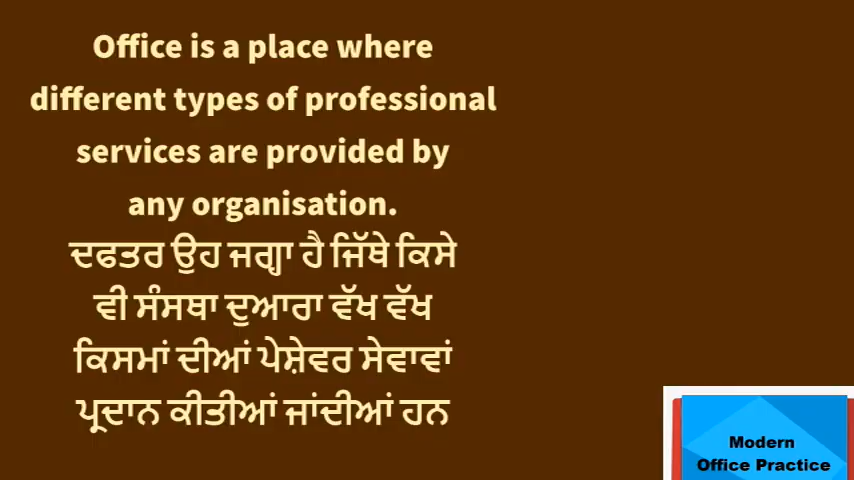 Office is a place where
different types of professional
services are provided by
any organisation.
ਦਫਤਰ ਉਹ ਜਗ੍ਹਾ ਹੈ ਜਿੱਥੇ ਕਿਸੇ
ਵੀ ਸੰਸਥਾ ਦੁਆਰਾ ਵੱਖ ਵੱਖ
ਕਿਸਮਾਂ ਦੀਆਂ ਪੇਸ਼ੇਵਰ ਸੇਵਾਵਾਂ
ਪ੍ਰਦਾਨ ਕੀਤੀਆਂ ਜਾਂਦੀਆਂ ਹਨ
Modern
Office Practice